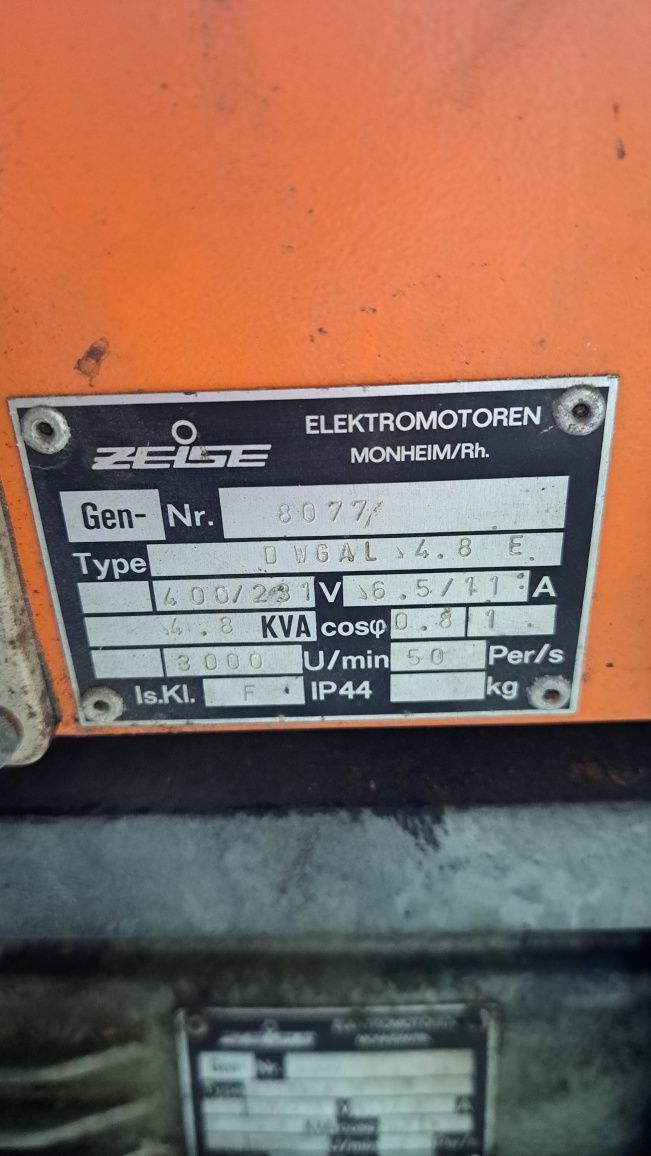 ZEISE ELEKTROMOTOREN
MONHEIM/Rh.
Gen- Nr. 8077/
Type DWGAL 4.8 E
400/231 V 6.5/11 A
4.8 KVA cosφ 0.8 1
3000 U/min 50 Per/s
Is.Kl. F IP44 kg